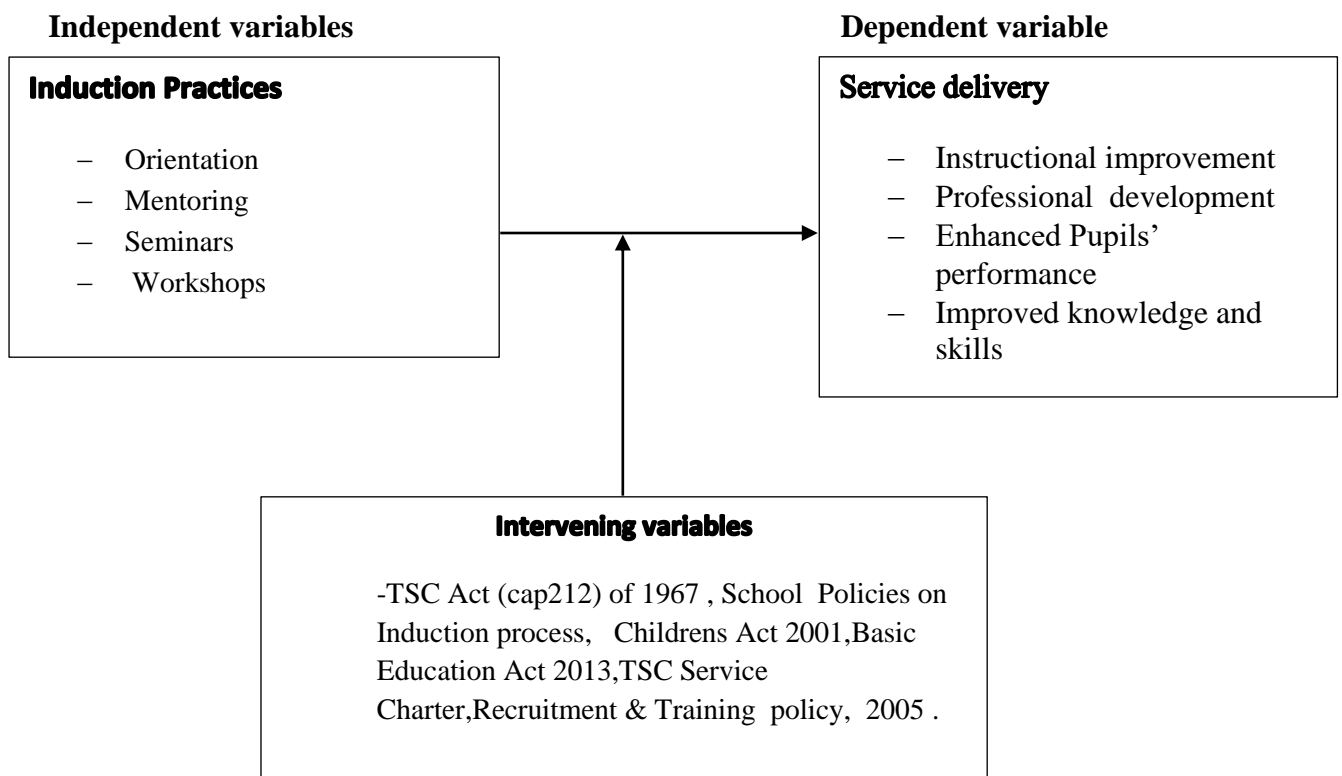 Independent variables
Dependent variable
Induction Practices
– Orientation
– Mentoring
– Seminars
– Workshops
Service delivery
– Instructional improvement
– Professional development
– Enhanced Pupils’
performance
– Improved knowledge and
skills
Intervening variables
-TSC Act (cap212) of 1967 , School Policies on
Induction process, Childrens Act 2001,Basic
Education Act 2013,TSC Service
Charter,Recruitment & Training policy, 2005 .